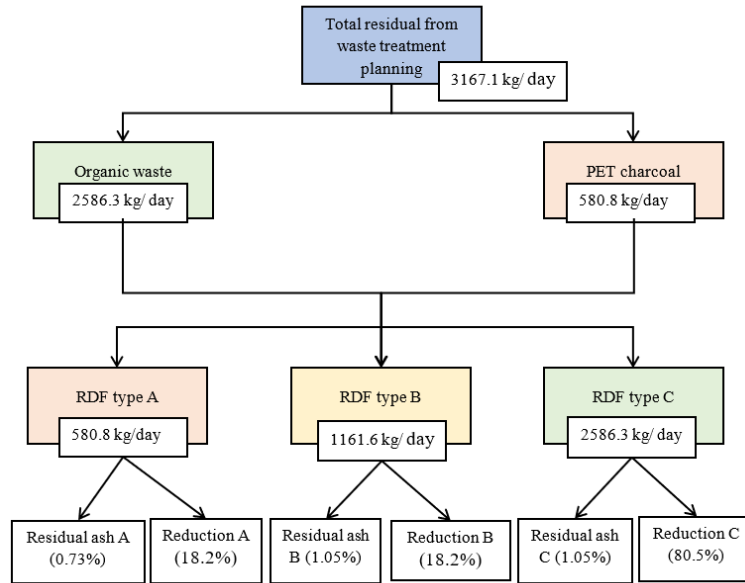 Total residual from
waste treatment
planning
3167.1 kg/ day
Organic waste
2586.3 kg/ day
PET charcoal
580.8 kg/day
RDF type A
580.8 kg/day
RDF type B
1161.6 kg/ day
RDF type C
2586.3 kg/day
Residual ash A
(0.73%)
Reduction A
(18.2%)
Residual ash
B (1.05%)
Reduction B
(18.2%)
Residual ash
C (1.05%)
Reduction C
(80.5%)